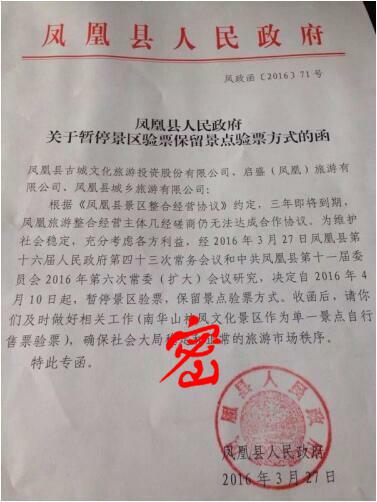 凤凰县人民政府
凤政函〔2016〕71号
凤凰县人民政府
关于暂停景区验票保留景点验票方式的函
凤凰县古城文化旅游投资股份有限公司、启盛（凤凰）旅游有
限公司、凤凰县城乡旅游有限公司：
根据《凤凰县景区整合经营协议》约定，三年即将到期，
凤凰旅游整合经营主体几经磋商仍无法达成合作协议。为维护
社会稳定，充分考虑各方利益，经2016年3月27日凤凰县第
十六届人民政府第四十三次常务会议和中共凤凰县第十一届委
员会2016年第六次常委（扩大）会议研究，决定自2016年4
月10日起，暂停景区验票，保留景点验票方式。收函后，请你
们及时做好相关工作(南华山神凤文化景区作为单一景点自行
售票验票)，确保社会大局 正常的旅游市场秩序。
特此专函。
密
凤凰县人民政府
凤凰县人民政府
2016年3月27日